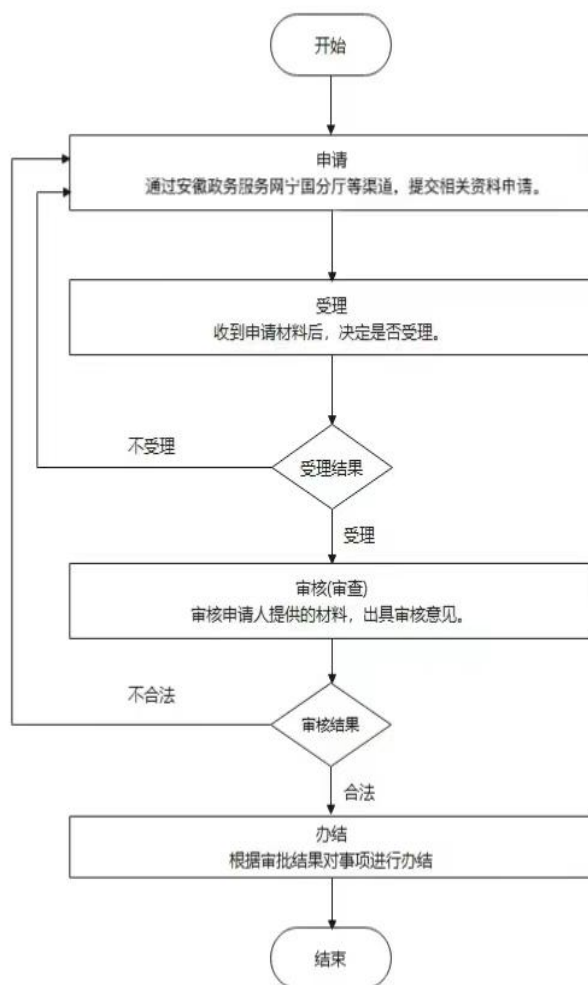 开始
申请
通过安徽政务服务网宁国分厅等渠道，提交相关资料申请。
受理
收到申请材料后，决定是否受理。
不受理
受理结果
受理
审核(审查)
审核申请人提供的材料，出具审核意见。
不合法
审核结果
合法
办结
根据审批结果对事项进行办结
结束